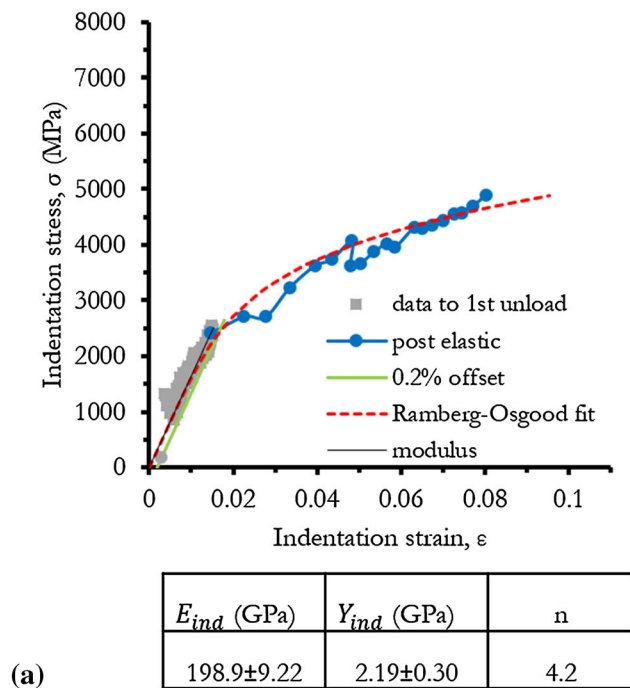 8000
7000
6000
5000
4000
3000
2000
1000
0
Indentation stress, σ (MPa)
data to 1st unload
post elastic
0.2% offset
Ramberg-Osgood fit
modulus
0 0.02 0.04 0.06 0.08 0.1
Indentation strain, ε
E_ind (GPa) Y_ind (GPa) n
198.9±9.22 2.19±0.30 4.2
(a)